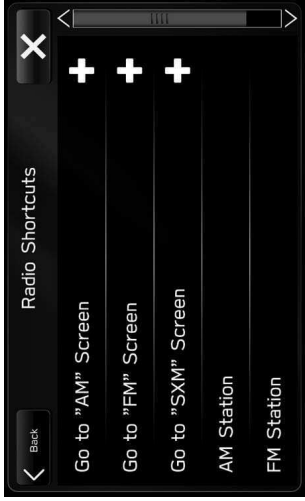 Back
Radio Shortcuts
Go to "AM" Screen
Go to "FM" Screen
Go to "SXM" Screen
AM Station
FM Station